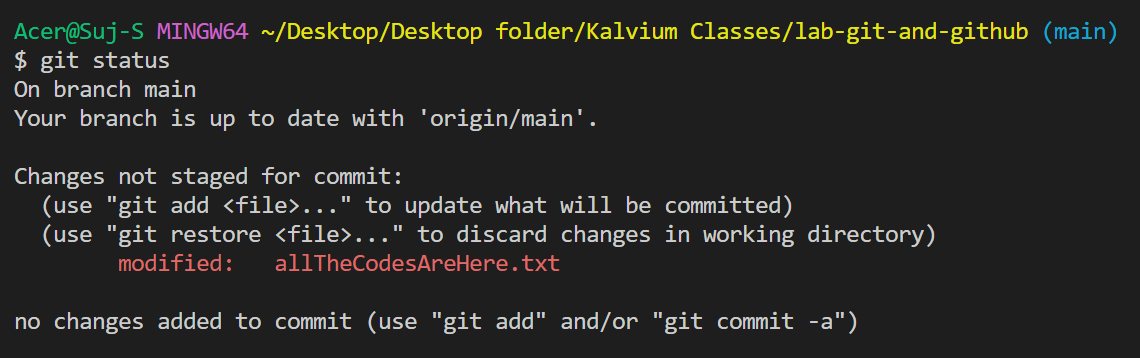 Acer@Suj-S MINGW64 ~/Desktop/Desktop folder/Kalvium Classes/lab-git-and-github (main)
$ git status
On branch main
Your branch is up to date with 'origin/main'.

Changes not staged for commit:
  (use "git add <file>..." to update what will be committed)
  (use "git restore <file>..." to discard changes in working directory)
        modified:   allTheCodesAreHere.txt

no changes added to commit (use "git add" and/or "git commit -a")